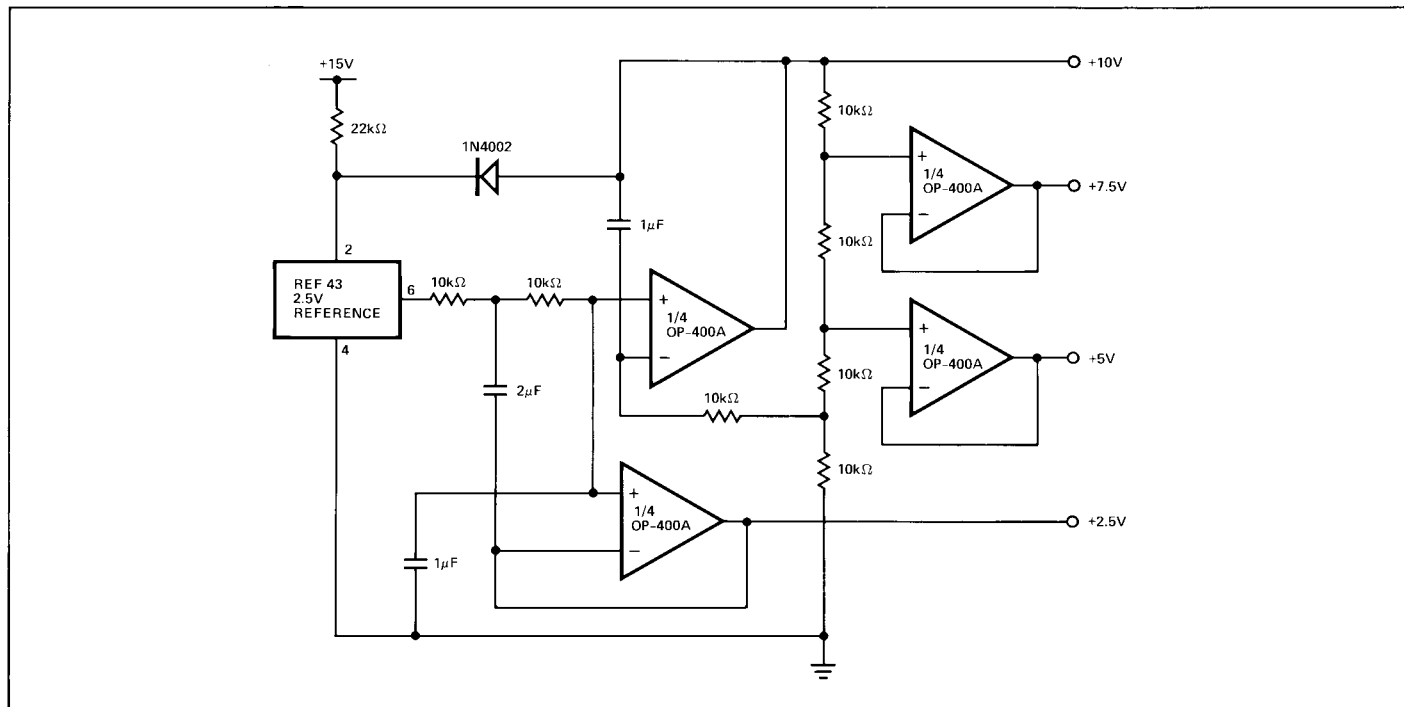 +15V
+10V
10kΩ
22kΩ
1N4002
+
1/4
OP-400A
−
+7.5V
1μF
10kΩ
2
REF 43
2.5V
REFERENCE
6
10kΩ
10kΩ
4
+
1/4
OP-400A
−
+
1/4
OP-400A
−
+5V
10kΩ
2μF
10kΩ
10kΩ
+
1/4
OP-400A
−
+2.5V
1μF